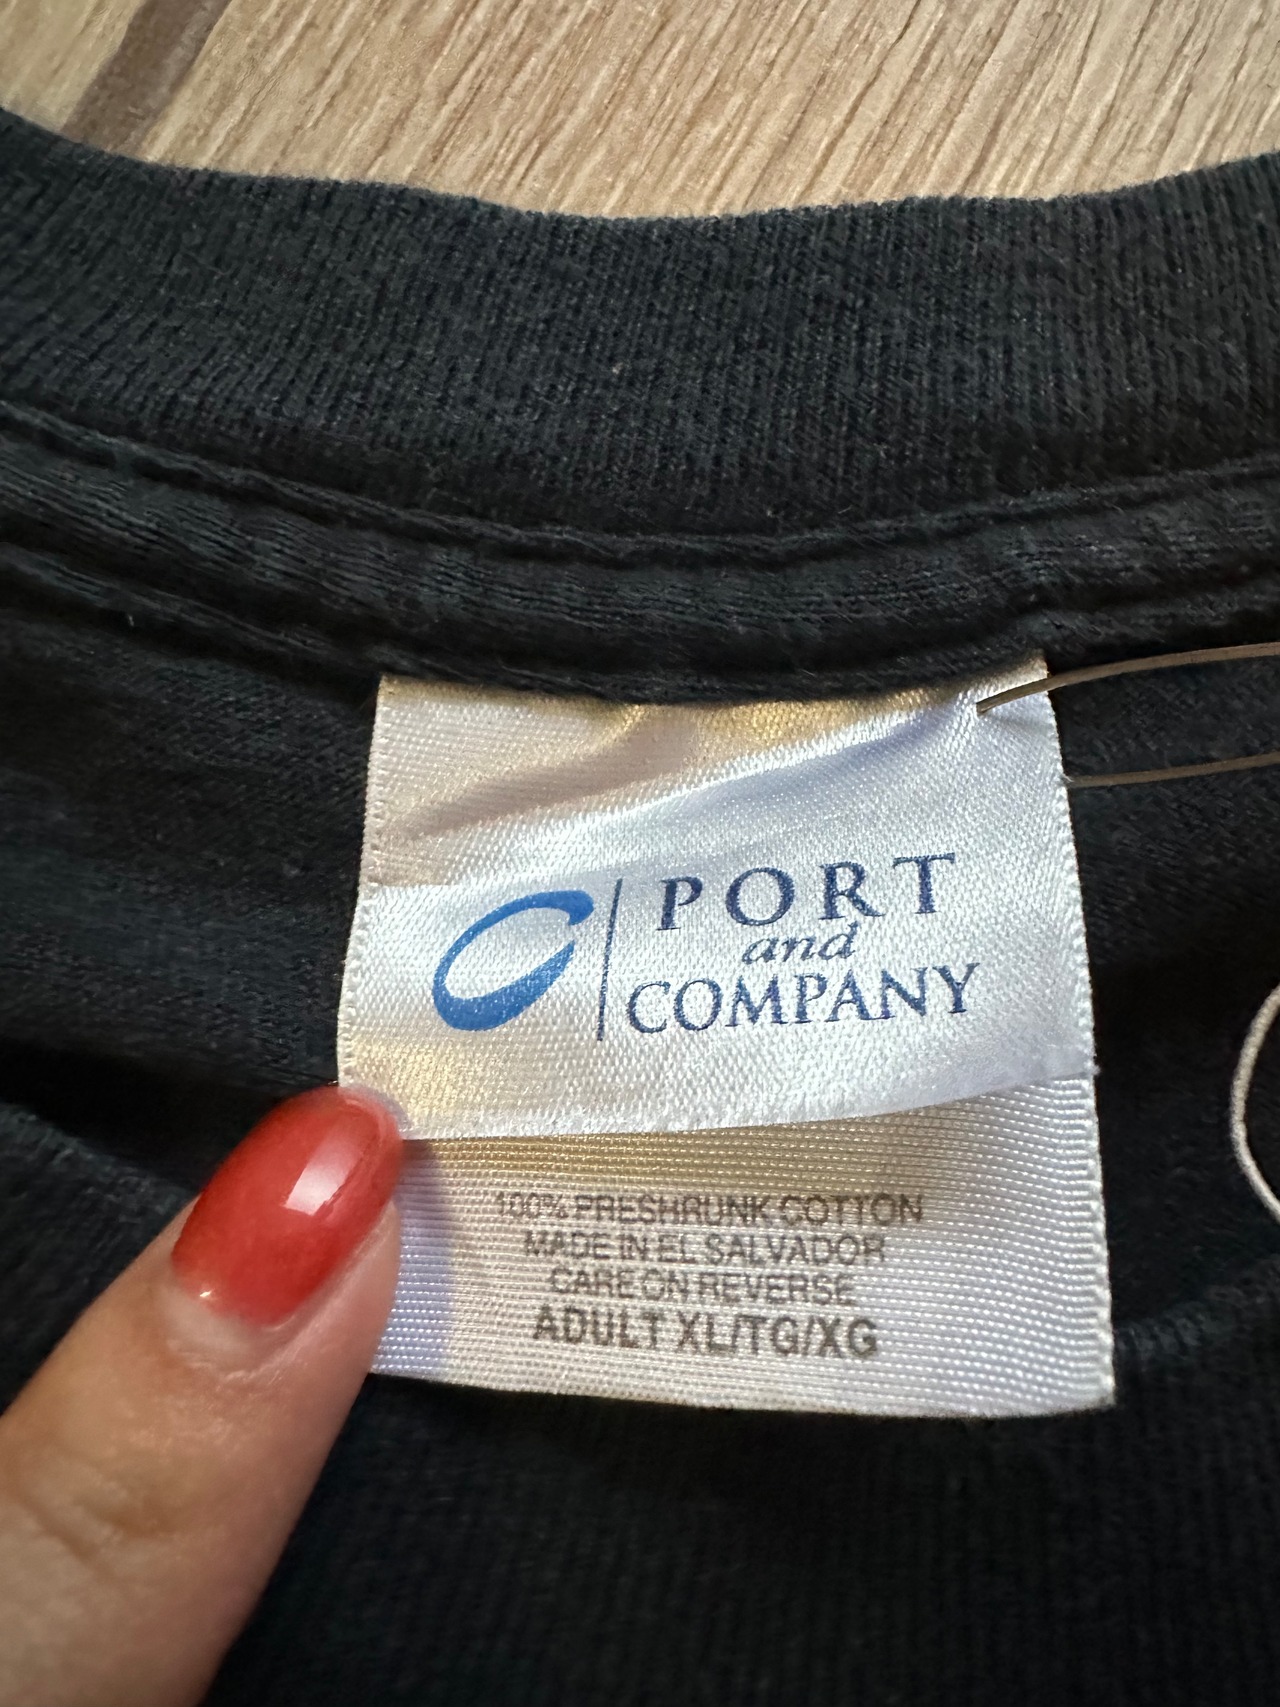 PORT
and
COMPANY
100% PRESHRUNK COTTON
MADE IN EL SALVADOR
CARE ON REVERSE
ADULT XL/TG/XG